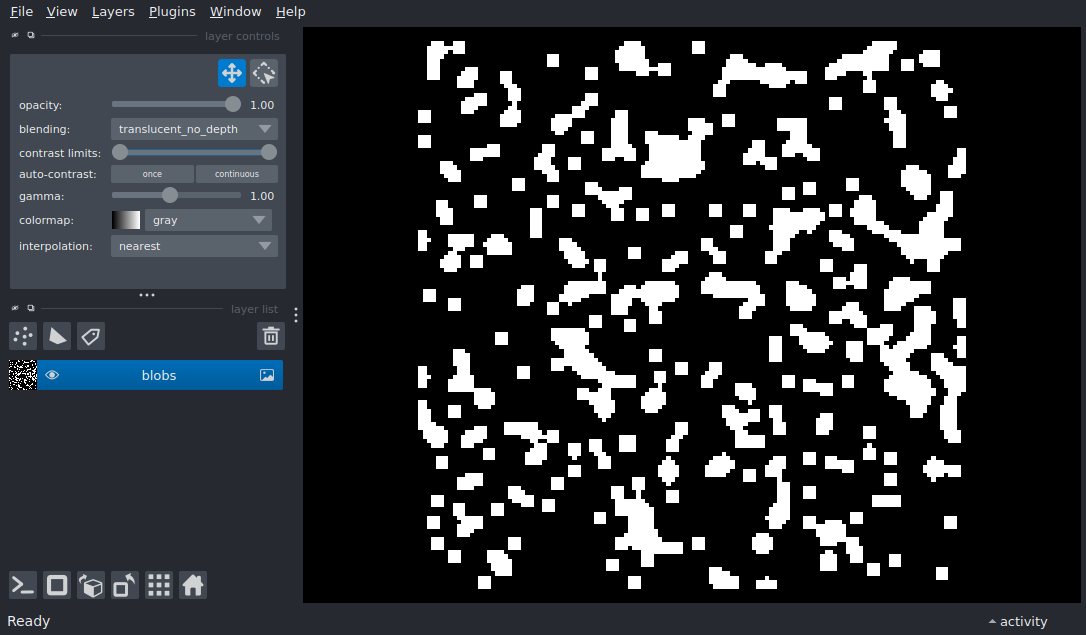 File View Layers Plugins Window Help
layer controls
opacity: 1.00
blending: translucent_no_depth
contrast limits:
auto-contrast: once continuous
gamma: 1.00
colormap: gray
interpolation: nearest
layer list
blobs
Ready
activity